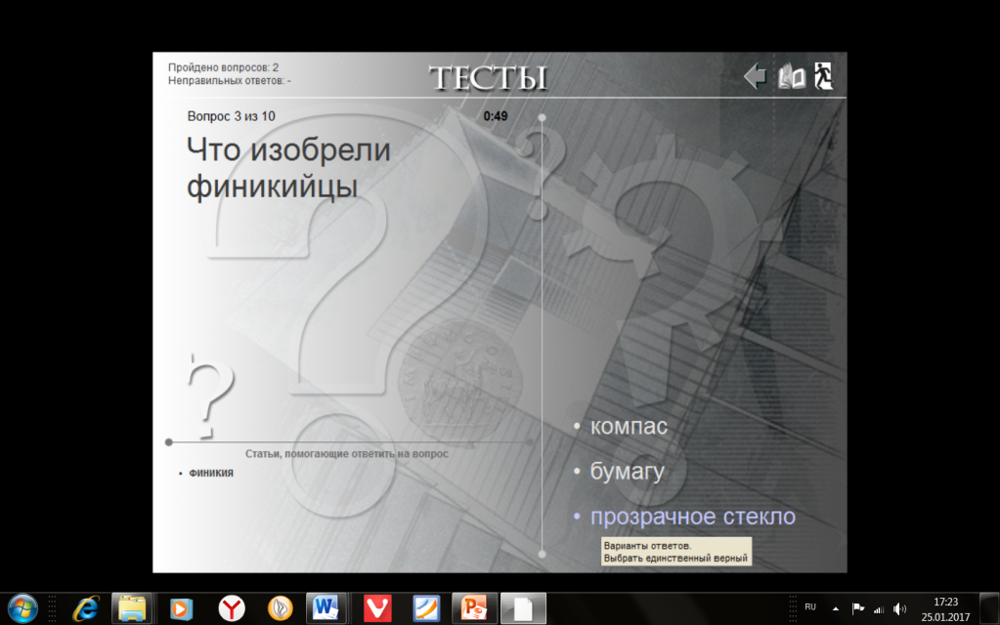 Пройдено вопросов: 2
Неправильных ответов: -
ТЕСТЫ
Вопрос 3 из 10
0:49
Что изобрели
финикийцы
Статьи, помогающие ответить на вопрос
• ФИНИКИЯ
• компас
• бумагу
• прозрачное стекло
Варианты ответов.
Выбрать единственный верный
RU
17:23
25.01.2017